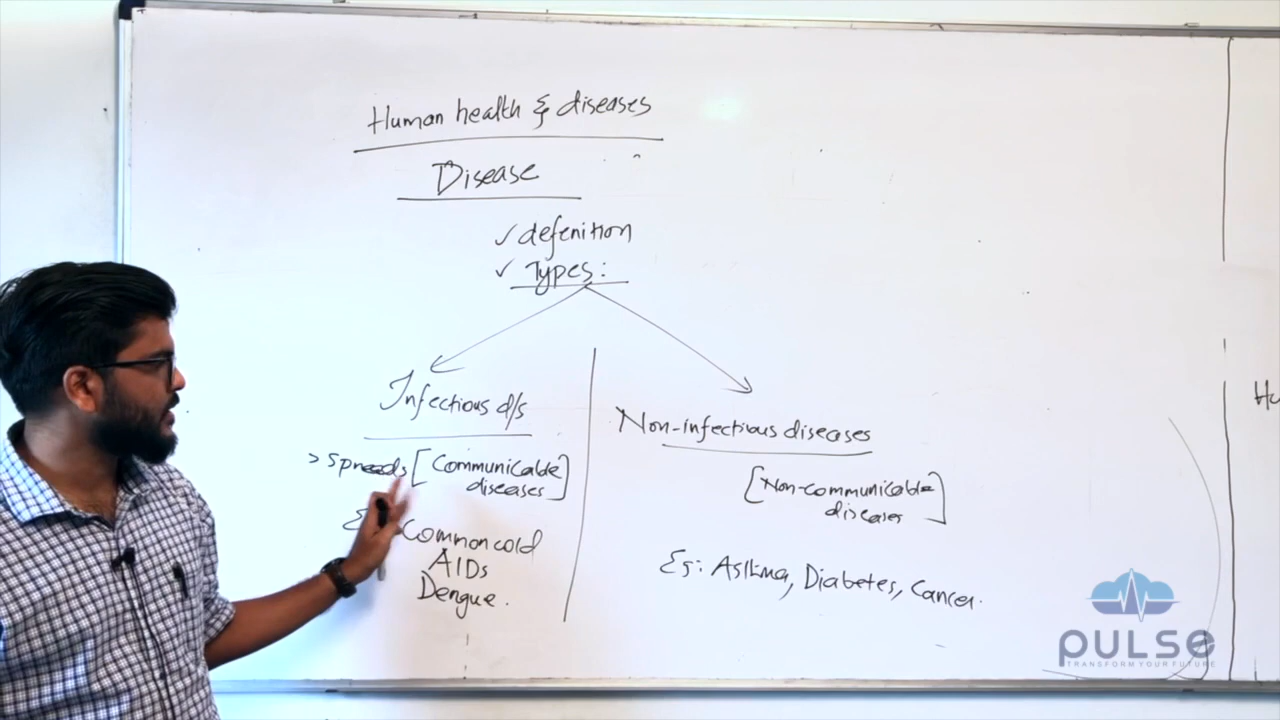 Human health & diseases
Disease
✓ defenition
✓ Types:
Infectious d/s
> spreads [Communicable diseases]
Common cold
AIDs
Dengue.
Non-infectious diseases
[Non-communicable diseases]
Eg: Asthma, Diabetes, Cancer.
PULSE
TRANSFORM YOUR FUTURE